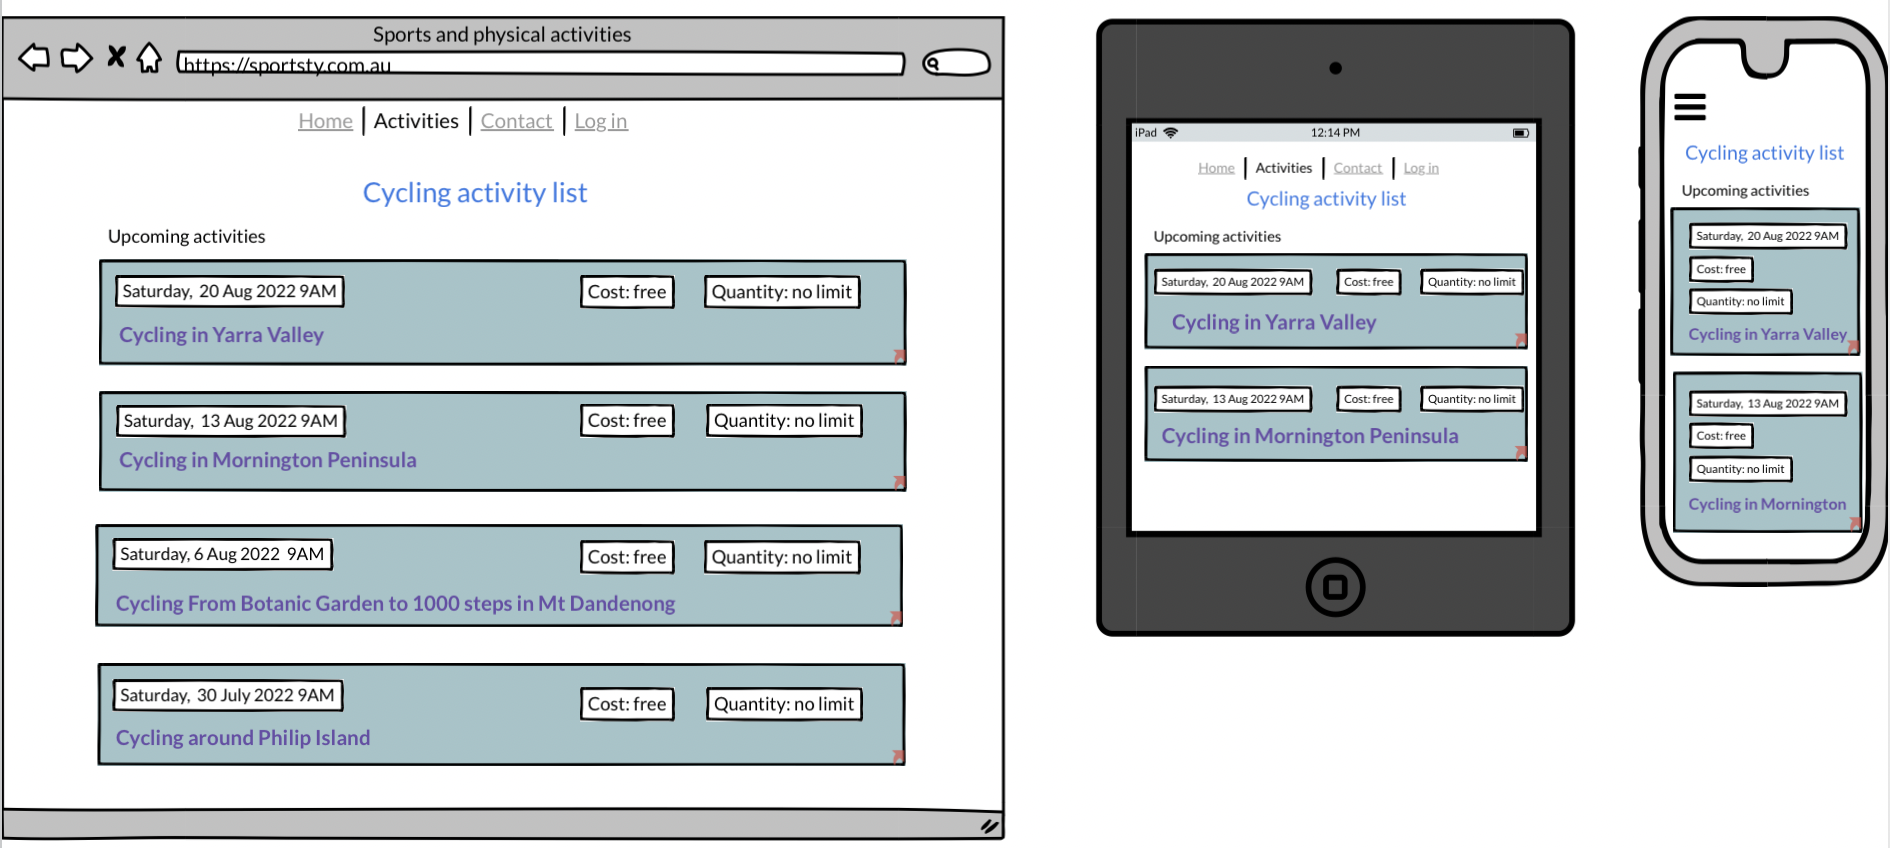 Sports and physical activities
https://sportsty.com.au
Home | Activities | Contact | Log in
Cycling activity list
Upcoming activities
Saturday, 20 Aug 2022 9AM Cost: free Quantity: no limit
Cycling in Yarra Valley
Saturday, 13 Aug 2022 9AM Cost: free Quantity: no limit
Cycling in Mornington Peninsula
Saturday, 6 Aug 2022 9AM Cost: free Quantity: no limit
Cycling From Botanic Garden to 1000 steps in Mt Dandenong
Saturday, 30 July 2022 9AM Cost: free Quantity: no limit
Cycling around Philip Island
iPad 12:14 PM
Home | Activities | Contact | Log in
Cycling activity list
Upcoming activities
Saturday, 20 Aug 2022 9AM Cost: free Quantity: no limit
Cycling in Yarra Valley
Saturday, 13 Aug 2022 9AM Cost: free Quantity: no limit
Cycling in Mornington Peninsula
Cycling activity list
Upcoming activities
Saturday, 20 Aug 2022 9AM
Cost: free
Quantity: no limit
Cycling in Yarra Valley
Saturday, 13 Aug 2022 9AM
Cost: free
Quantity: no limit
Cycling in Mornington